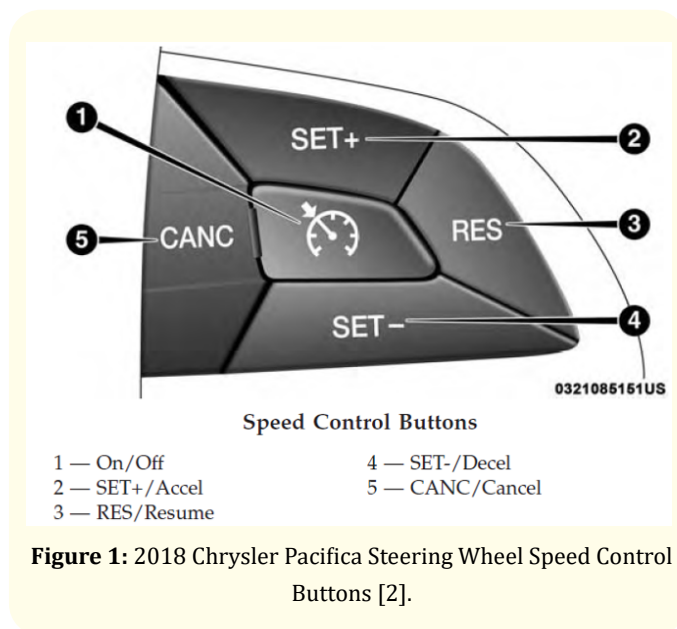 1
SET+
2
5
CANC
RES
3
SET-
4
0321085151US
Speed Control Buttons
1 — On/Off
2 — SET+/Accel
3 — RES/Resume
4 — SET-/Decel
5 — CANC/Cancel
Figure 1: 2018 Chrysler Pacifica Steering Wheel Speed Control
Buttons [2].